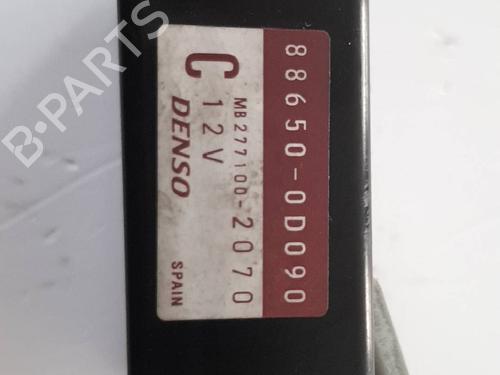 88650-0D090
MB277100-2070
C 12V
DENSO
SPAIN
B-PARTS